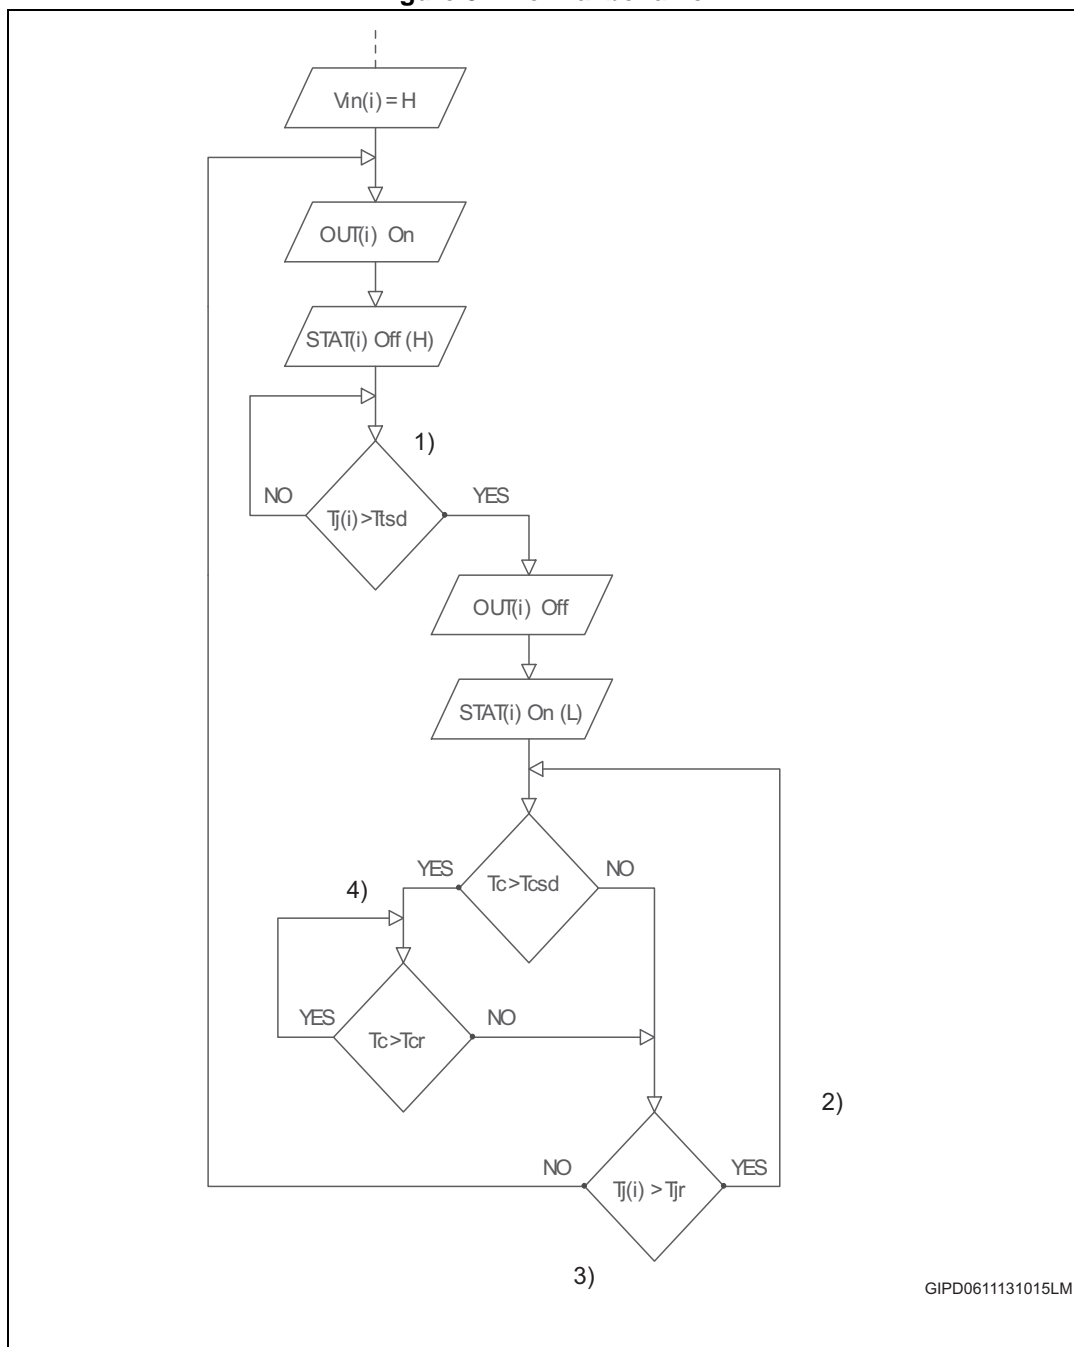 Vin(i) = H
OUT(i) On
STAT(i) Off (H)
1)
NO
YES
Tj(i) >Ttsd
OUT(i) Off
STAT(i) On (L)
YES
NO
Tc >Tcsd
4)
YES
NO
Tc >Tcr
2)
NO
YES
Tj(i) > Tjr
3)
GIPD0611131015LM